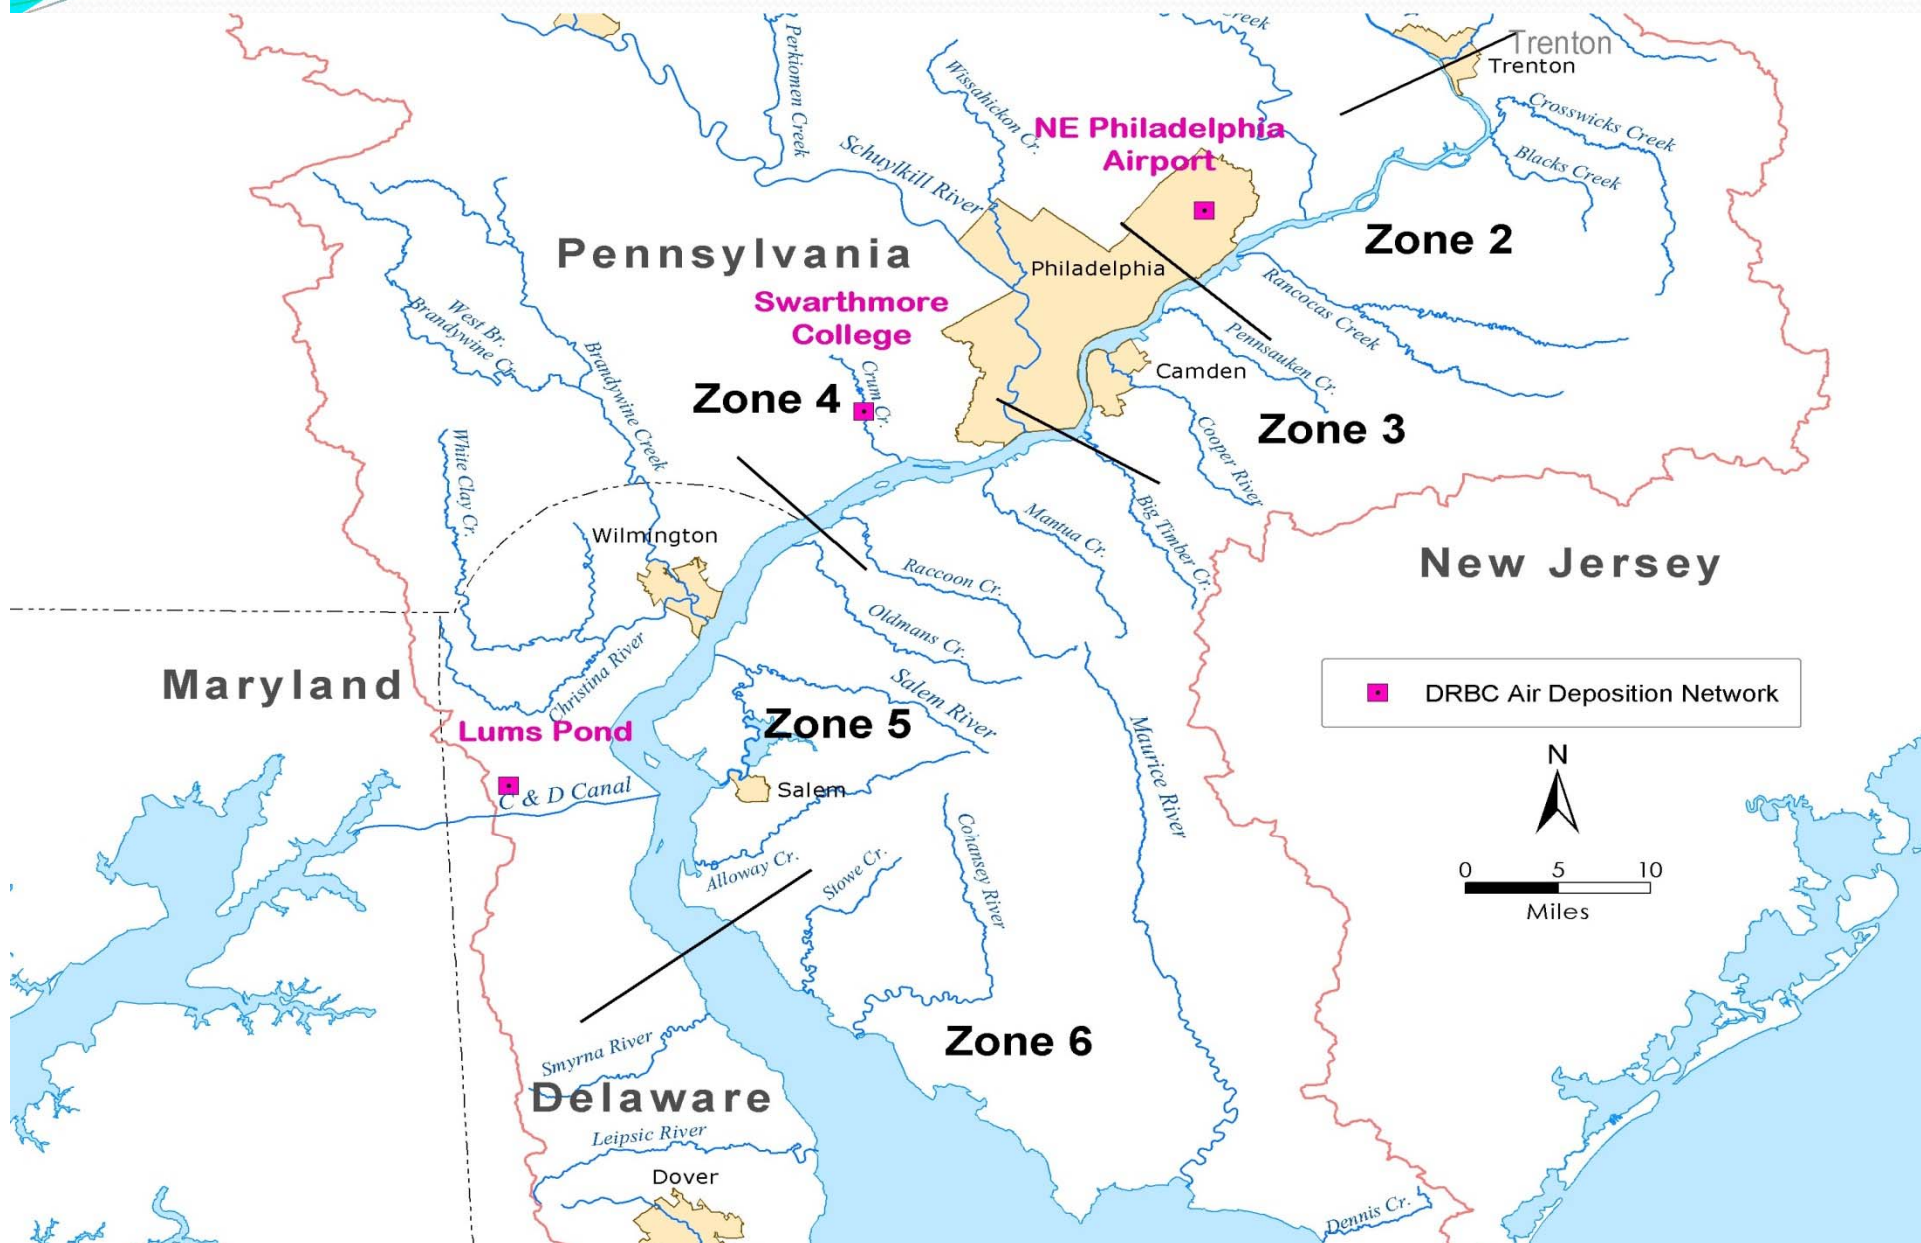 Creek
Trenton
Trenton
Perkiomen Creek
Wissahickon Cr.
Crosswicks Creek
NE Philadelphia
Airport
Schuylkill River
Blacks Creek
Pennsylvania
Zone 2
Philadelphia
Rancocas Creek
Swarthmore
College
West Br.
Brandywine Cr.
Brandywine Creek
Pennsauken Cr.
Crum Cr.
Camden
Zone 4
Zone 3
White Clay Cr.
Cooper River
Mantua Cr.
Big Timber Cr.
Wilmington
Raccoon Cr.
New Jersey
Oldmans Cr.
Christina River
Maryland
Salem River
DRBC Air Deposition Network
Lums Pond
Zone 5
Maurice River
N
C & D Canal
Salem
Cohansey River
Alloway Cr.
Stowe Cr.
0 5 10
Miles
Zone 6
Smyrna River
Delaware
Leipsic River
Dover
Dennis Cr.